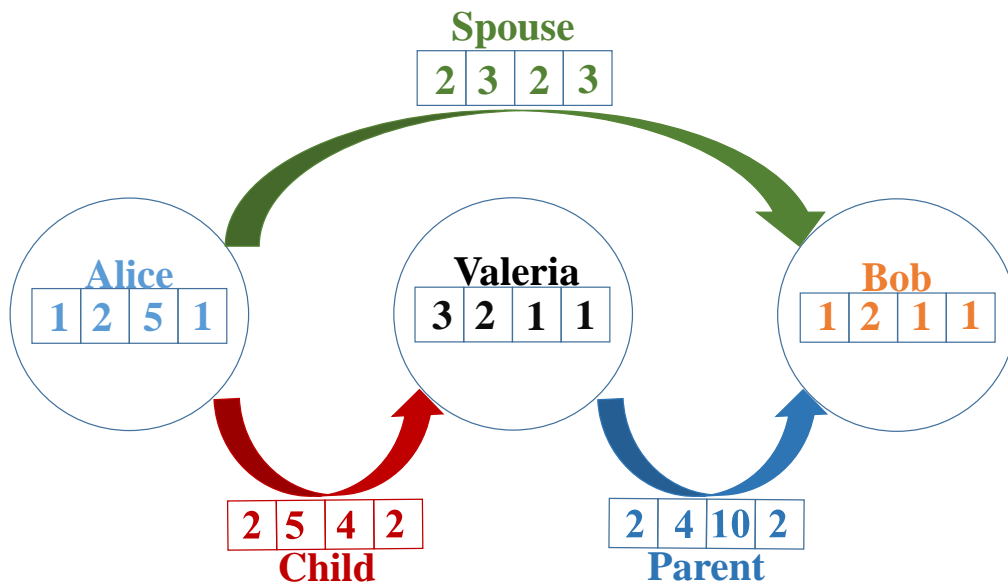 Spouse
2 3 2 3
Alice
1 2 5 1
Valeria
3 2 1 1
Bob
1 2 1 1
2 5 4 2
Child
2 4 10 2
Parent